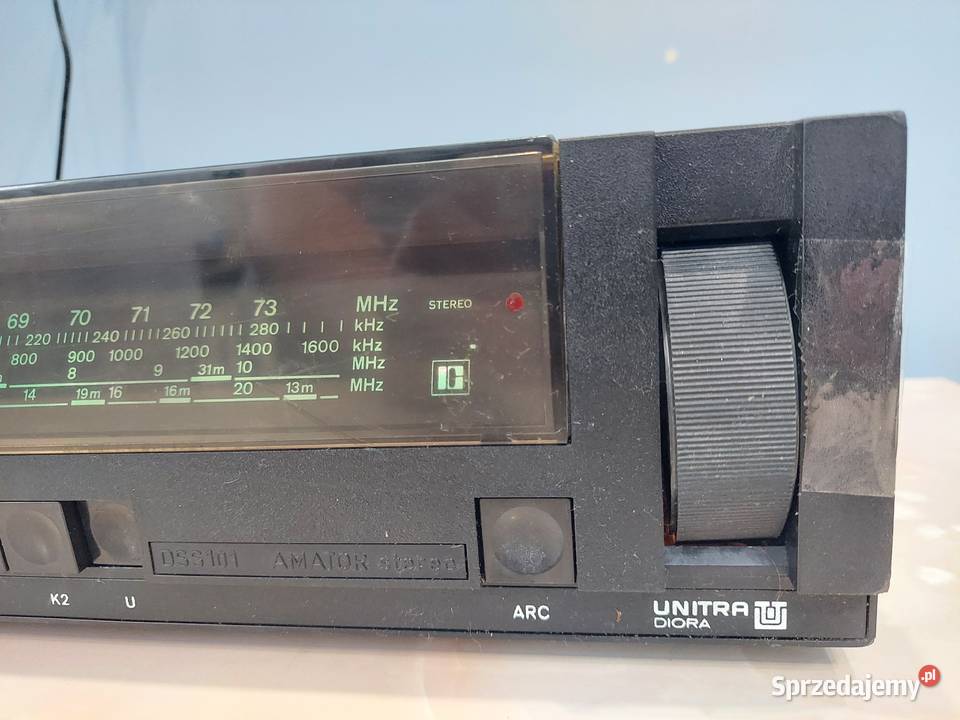 69 70 71 72 73 MHz
220 240 260 280 kHz
800 900 1000 1200 1400 1600 kHz
8 9 31m 10 MHz
14 19m 16 16m 20 13m MHz
STEREO
DSS101 AMATOR stereo
K2 U ARC
UNITRA
DIORA
Sprzedajemy.pl